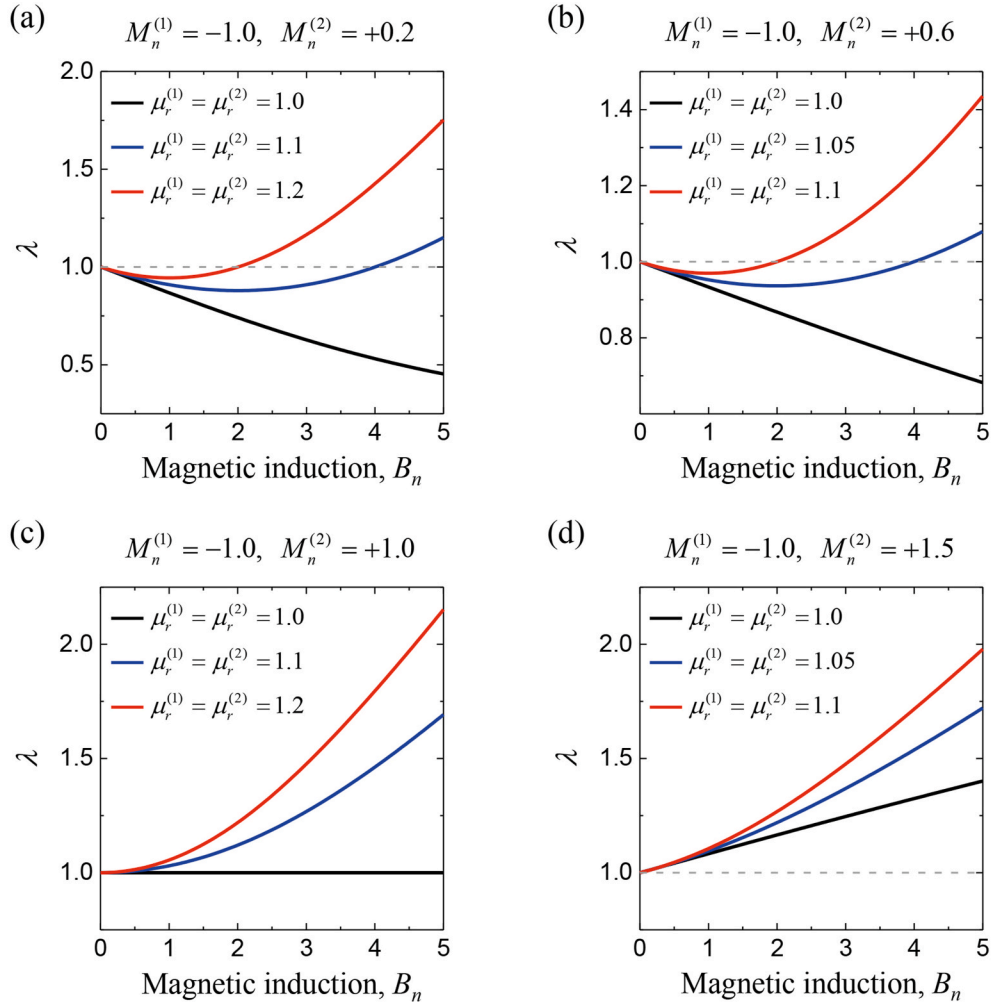 (a)
M_n^{(1)} = −1.0, M_n^{(2)} = +0.2
2.0
1.5
1.0
0.5
λ
μ_r^{(1)} = μ_r^{(2)} = 1.0
μ_r^{(1)} = μ_r^{(2)} = 1.1
μ_r^{(1)} = μ_r^{(2)} = 1.2
0 1 2 3 4 5
Magnetic induction, B_n
(b)
M_n^{(1)} = −1.0, M_n^{(2)} = +0.6
1.4
1.2
1.0
0.8
λ
μ_r^{(1)} = μ_r^{(2)} = 1.0
μ_r^{(1)} = μ_r^{(2)} = 1.05
μ_r^{(1)} = μ_r^{(2)} = 1.1
0 1 2 3 4 5
Magnetic induction, B_n
(c)
M_n^{(1)} = −1.0, M_n^{(2)} = +1.0
2.0
1.5
1.0
λ
μ_r^{(1)} = μ_r^{(2)} = 1.0
μ_r^{(1)} = μ_r^{(2)} = 1.1
μ_r^{(1)} = μ_r^{(2)} = 1.2
0 1 2 3 4 5
Magnetic induction, B_n
(d)
M_n^{(1)} = −1.0, M_n^{(2)} = +1.5
2.0
1.5
1.0
λ
μ_r^{(1)} = μ_r^{(2)} = 1.0
μ_r^{(1)} = μ_r^{(2)} = 1.05
μ_r^{(1)} = μ_r^{(2)} = 1.1
0 1 2 3 4 5
Magnetic induction, B_n